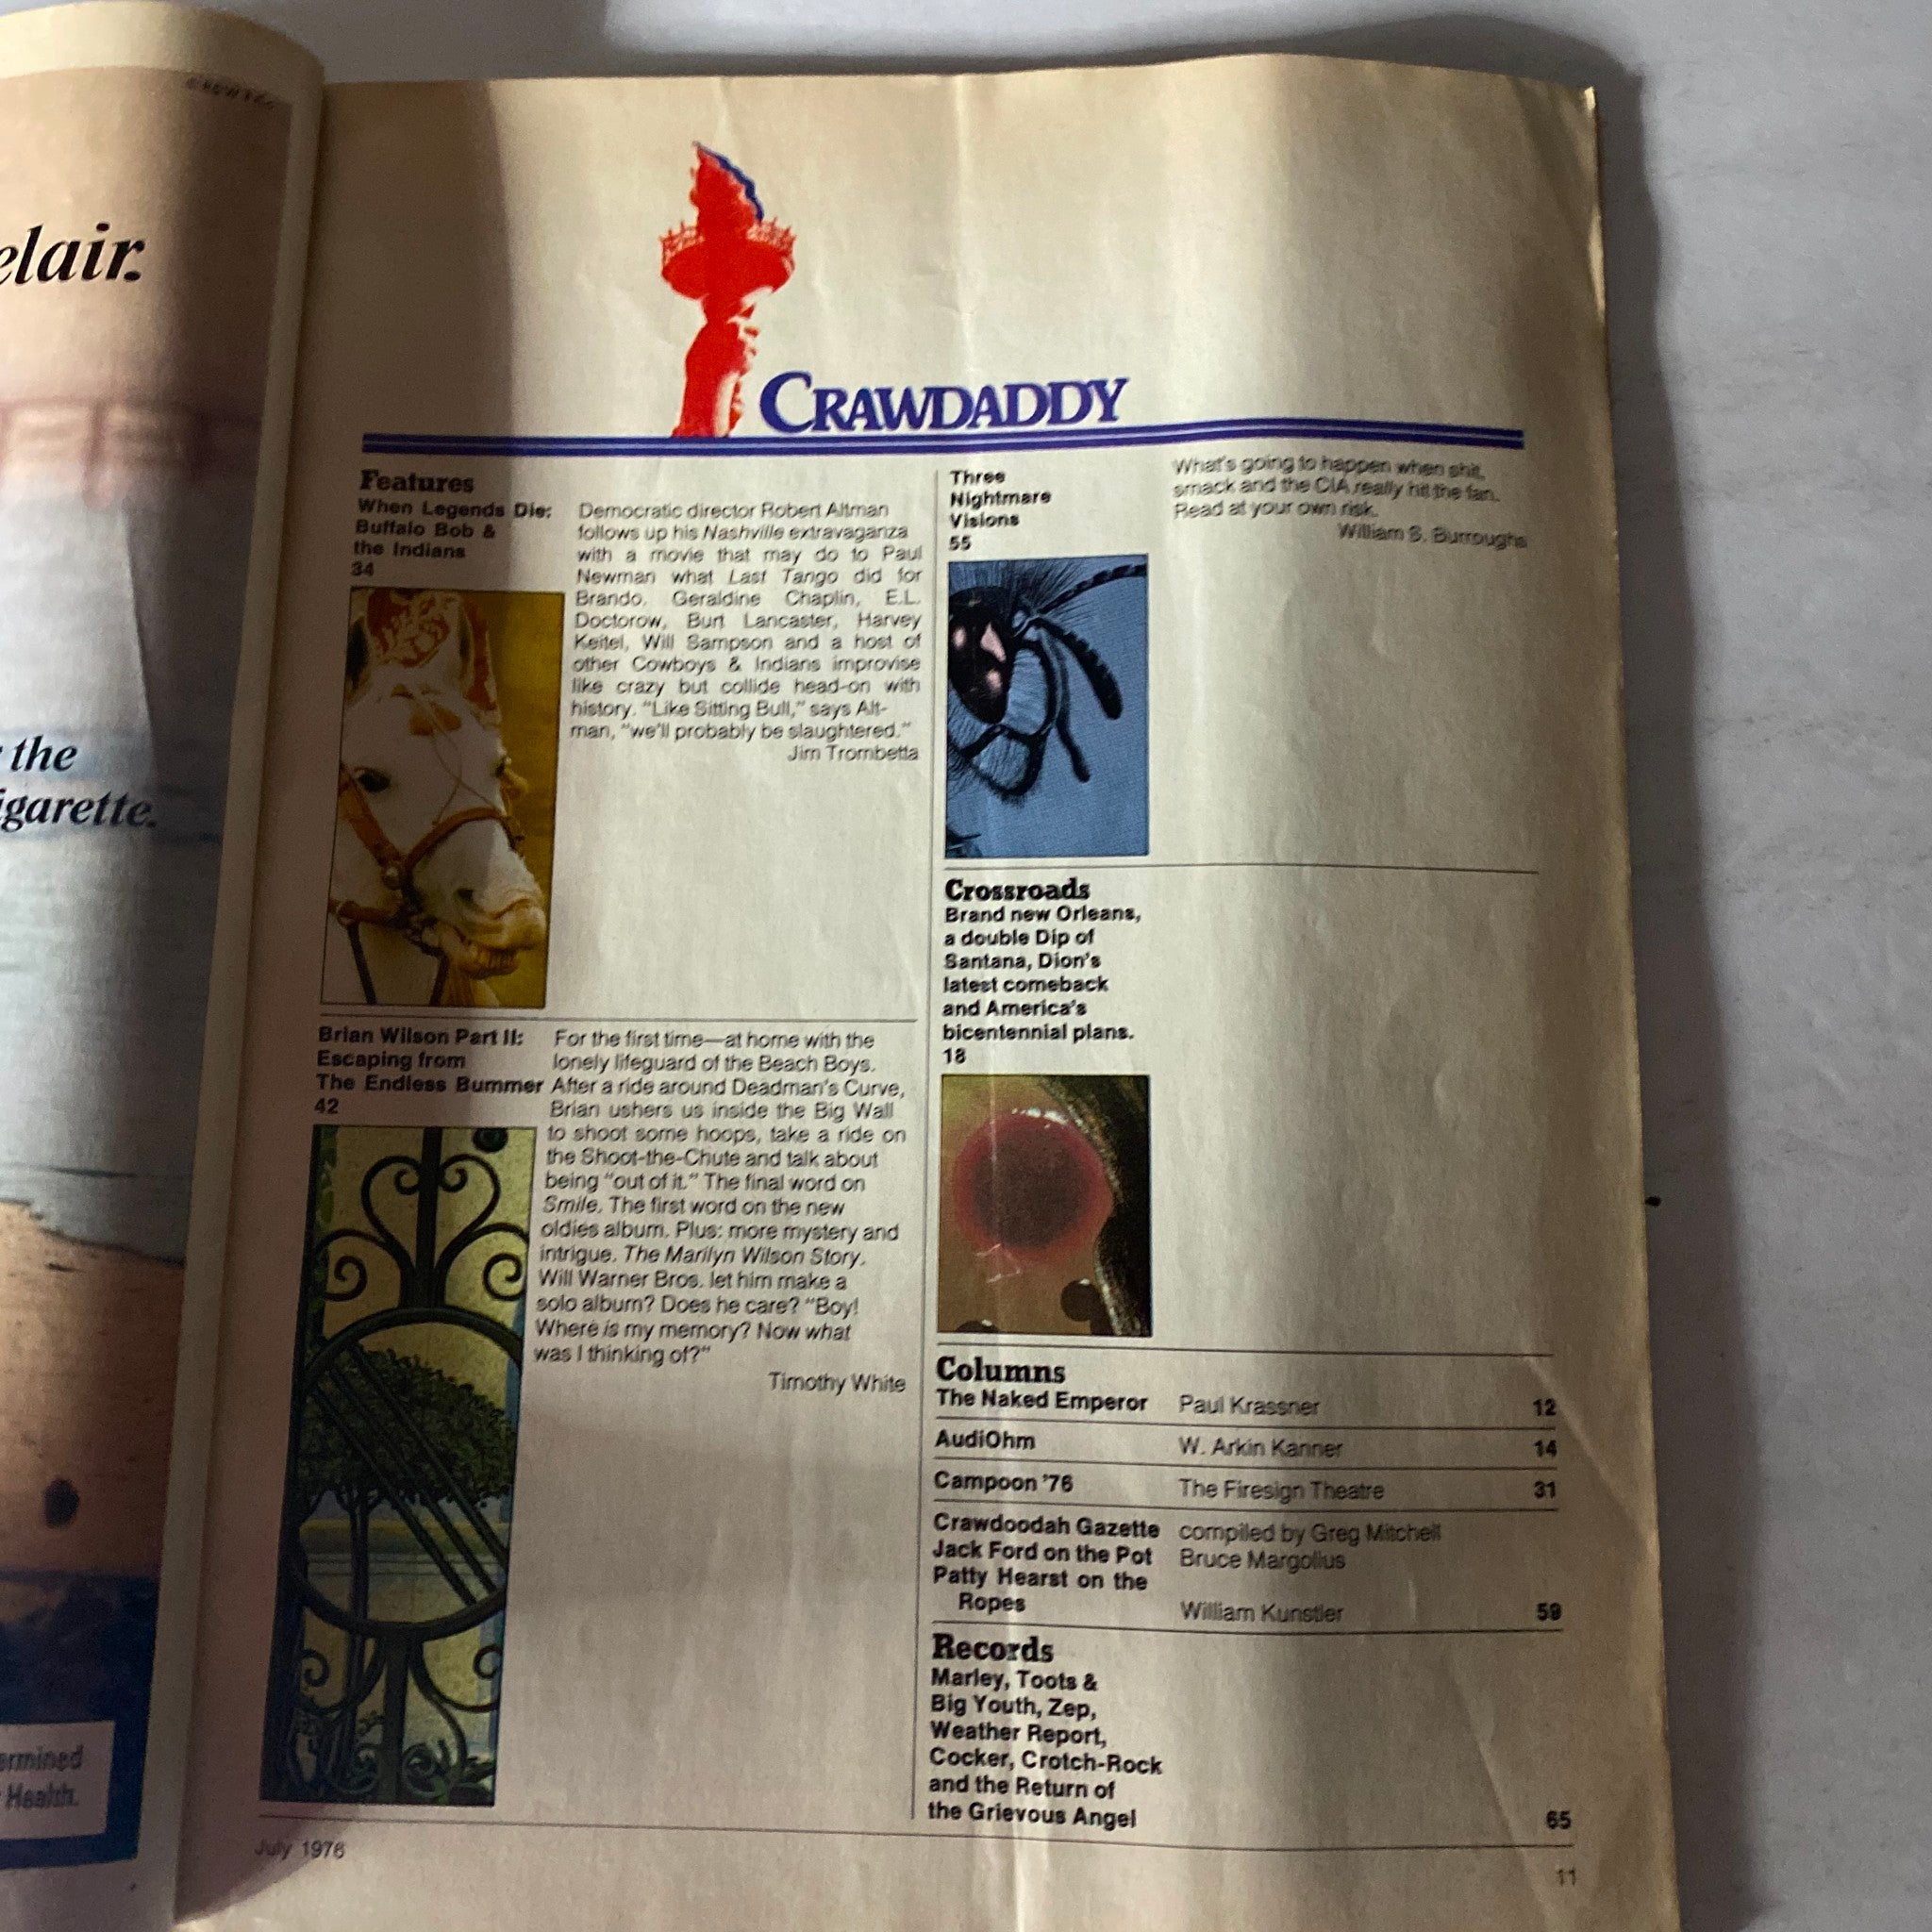 elair.
the
igarette.
ermined
Health.
CRAWDADDY
Features
When Legends Die:
Buffalo Bob &
the Indians
34
Democratic director Robert Altman
follows up his Nashville extravaganza
with a movie that may do to Paul
Newman what Last Tango did for
Brando. Geraldine Chaplin, E.L.
Doctorow, Burt Lancaster, Harvey
Keitel, Will Sampson and a host of
other Cowboys & Indians improvise
like crazy but collide head-on with
history. "Like Sitting Bull," says Alt-
man, "we'll probably be slaughtered."
Jim Trombetta
Brian Wilson Part II:
Escaping from
The Endless Bummer
42
For the first time—at home with the
lonely lifeguard of the Beach Boys.
After a ride around Deadman's Curve,
Brian ushers us inside the Big Wall
to shoot some hoops, take a ride on
the Shoot-the-Chute and talk about
being "out of it." The final word on
Smile. The first word on the new
oldies album. Plus: more mystery and
intrigue. The Marilyn Wilson Story.
Will Warner Bros. let him make a
solo album? Does he care? "Boy!
Where is my memory? Now what
was I thinking of?"
Timothy White
Three
Nightmare
Visions
55
What's going to happen when shit,
smack and the CIA really hit the fan.
Read at your own risk.
William S. Burroughs
Crossroads
Brand new Orleans,
a double Dip of
Santana, Dion's
latest comeback
and America's
bicentennial plans.
18
Columns
The Naked Emperor Paul Krassner 12
AudiOhm W. Arkin Kanner 14
Campoon '76 The Firesign Theatre 31
Crawdoodah Gazette compiled by Greg Mitchell
Jack Ford on the Pot Bruce Margolius
Patty Hearst on the
Ropes William Kunstler 59
Records
Marley, Toots &
Big Youth, Zep,
Weather Report,
Cocker, Crotch-Rock
and the Return of
the Grievous Angel 65
July 1976
11